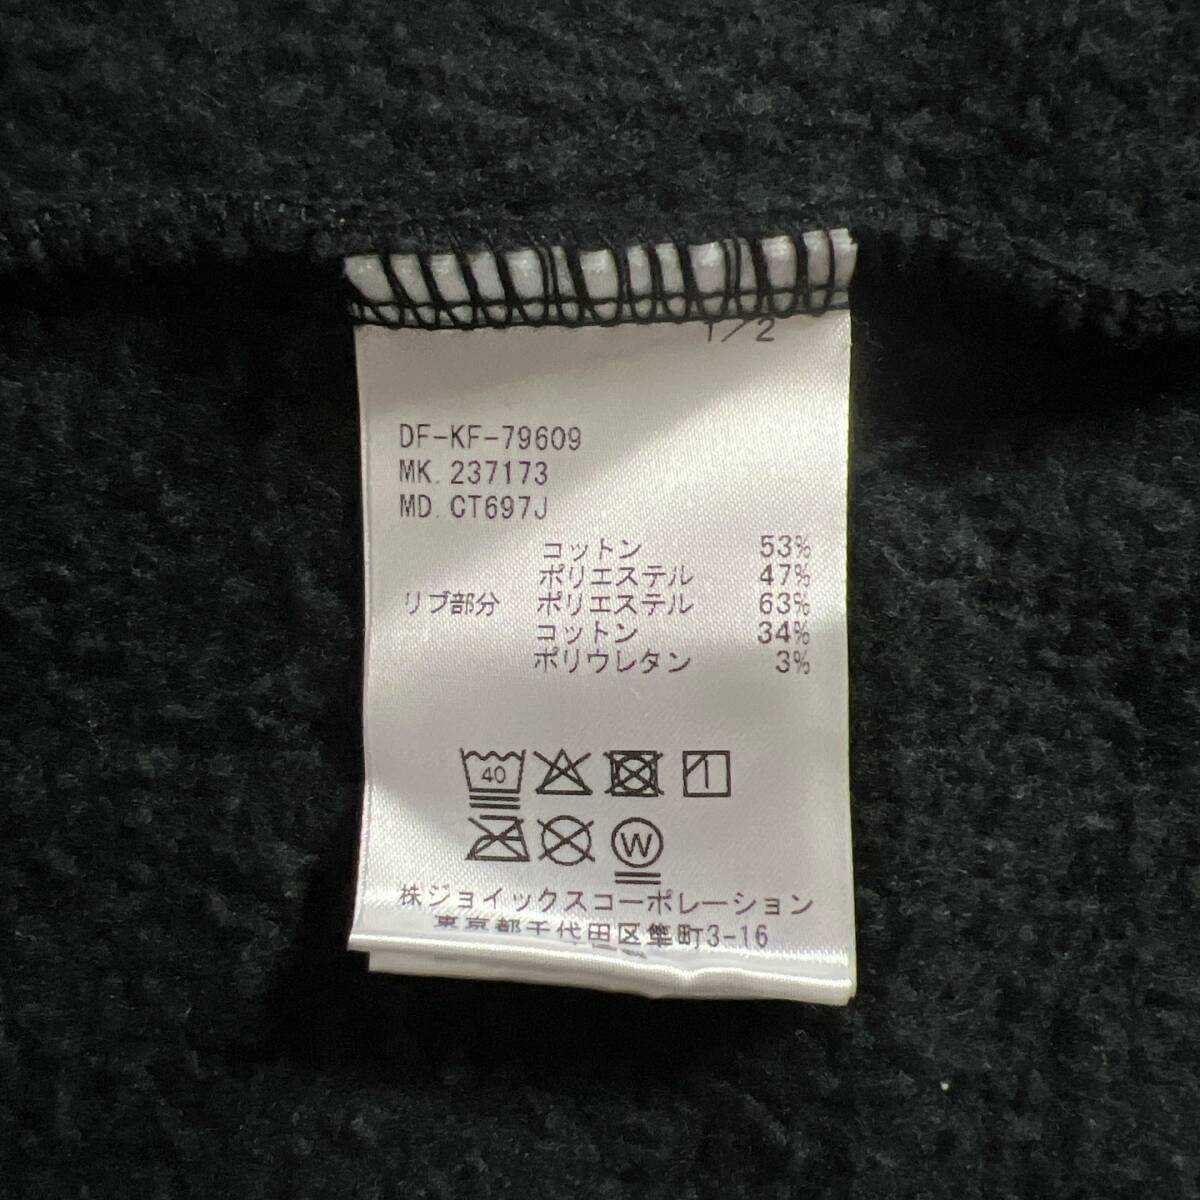 1/2
DF-KF-79609
MK. 237173
MD. CT697J
コットン 53%
ポリエステル 47%
リブ部分 ポリエステル 63%
コットン 34%
ポリウレタン 3%
40
1
W
株ジョイックスコーポレーション
東京都千代田区隼町3-16